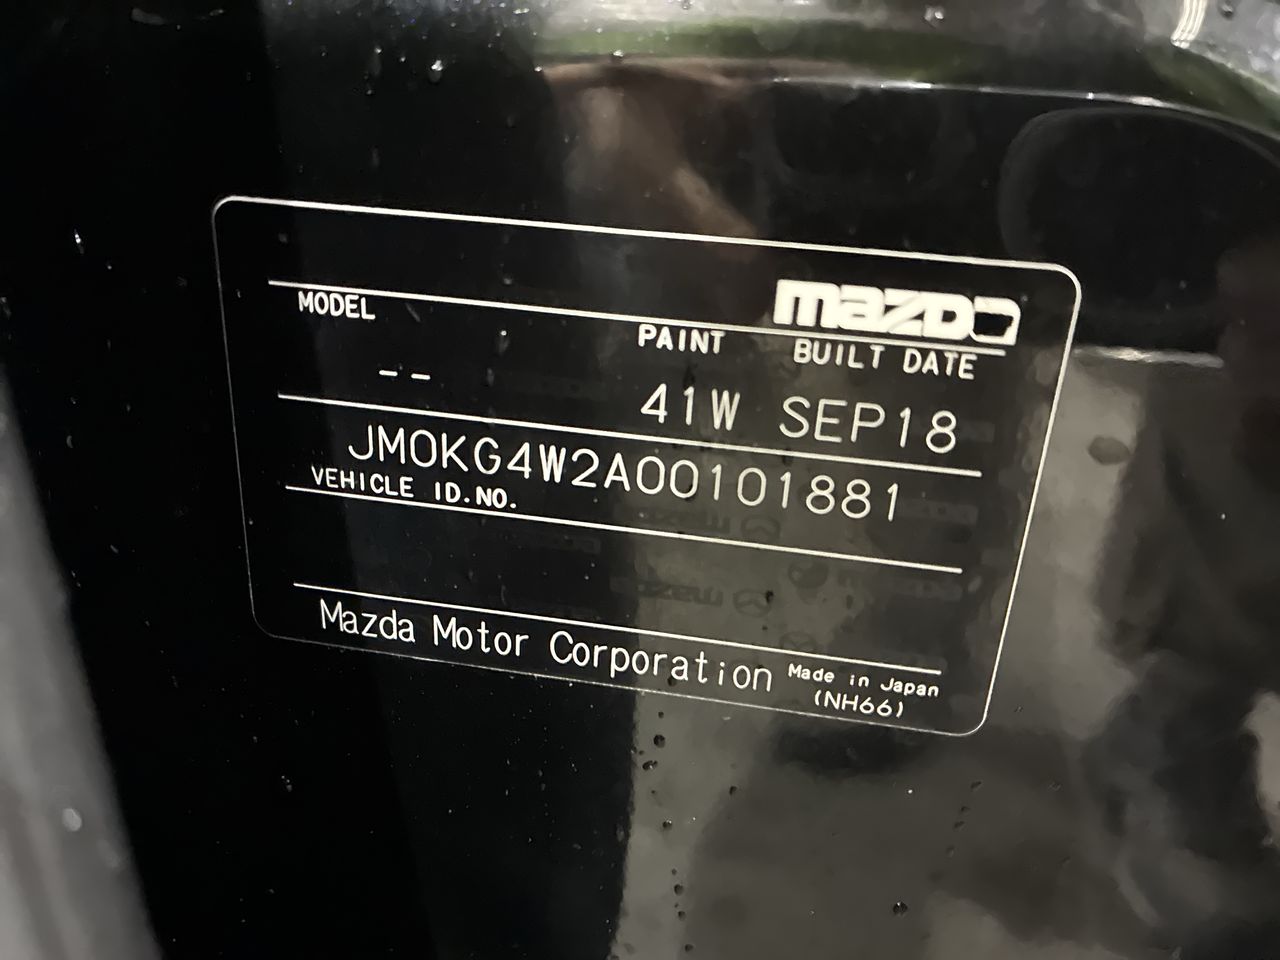 mazda
MODEL PAINT BUILT DATE
-- 41W SEP18
JM0KG4W2A00101881
VEHICLE ID.NO.
Mazda Motor Corporation Made in Japan
(NH66)